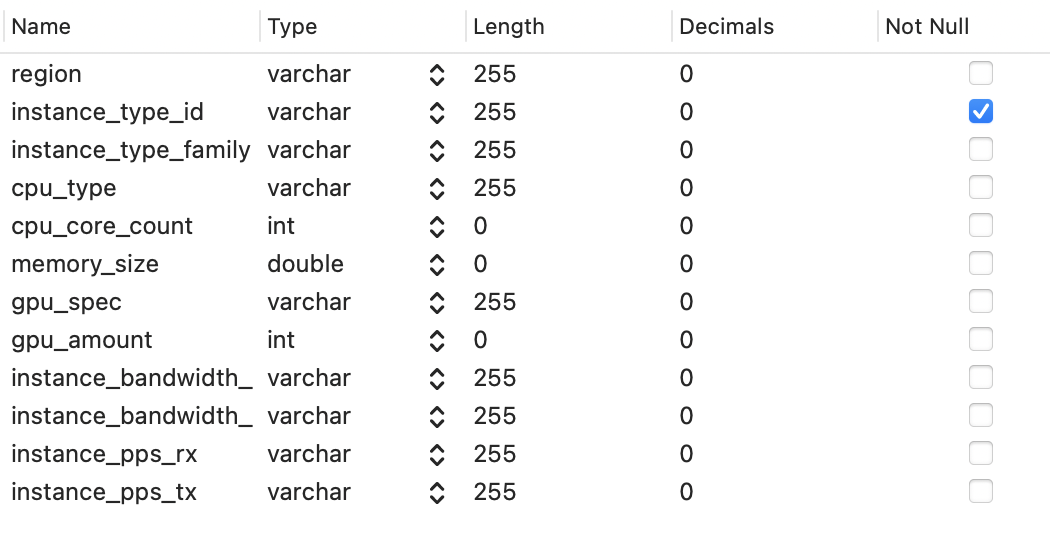 Name Type Length Decimals Not Null
region varchar 255 0
instance_type_id varchar 255 0
instance_type_family varchar 255 0
cpu_type varchar 255 0
cpu_core_count int 0 0
memory_size double 0 0
gpu_spec varchar 255 0
gpu_amount int 0 0
instance_bandwidth_ varchar 255 0
instance_bandwidth_ varchar 255 0
instance_pps_rx varchar 255 0
instance_pps_tx varchar 255 0